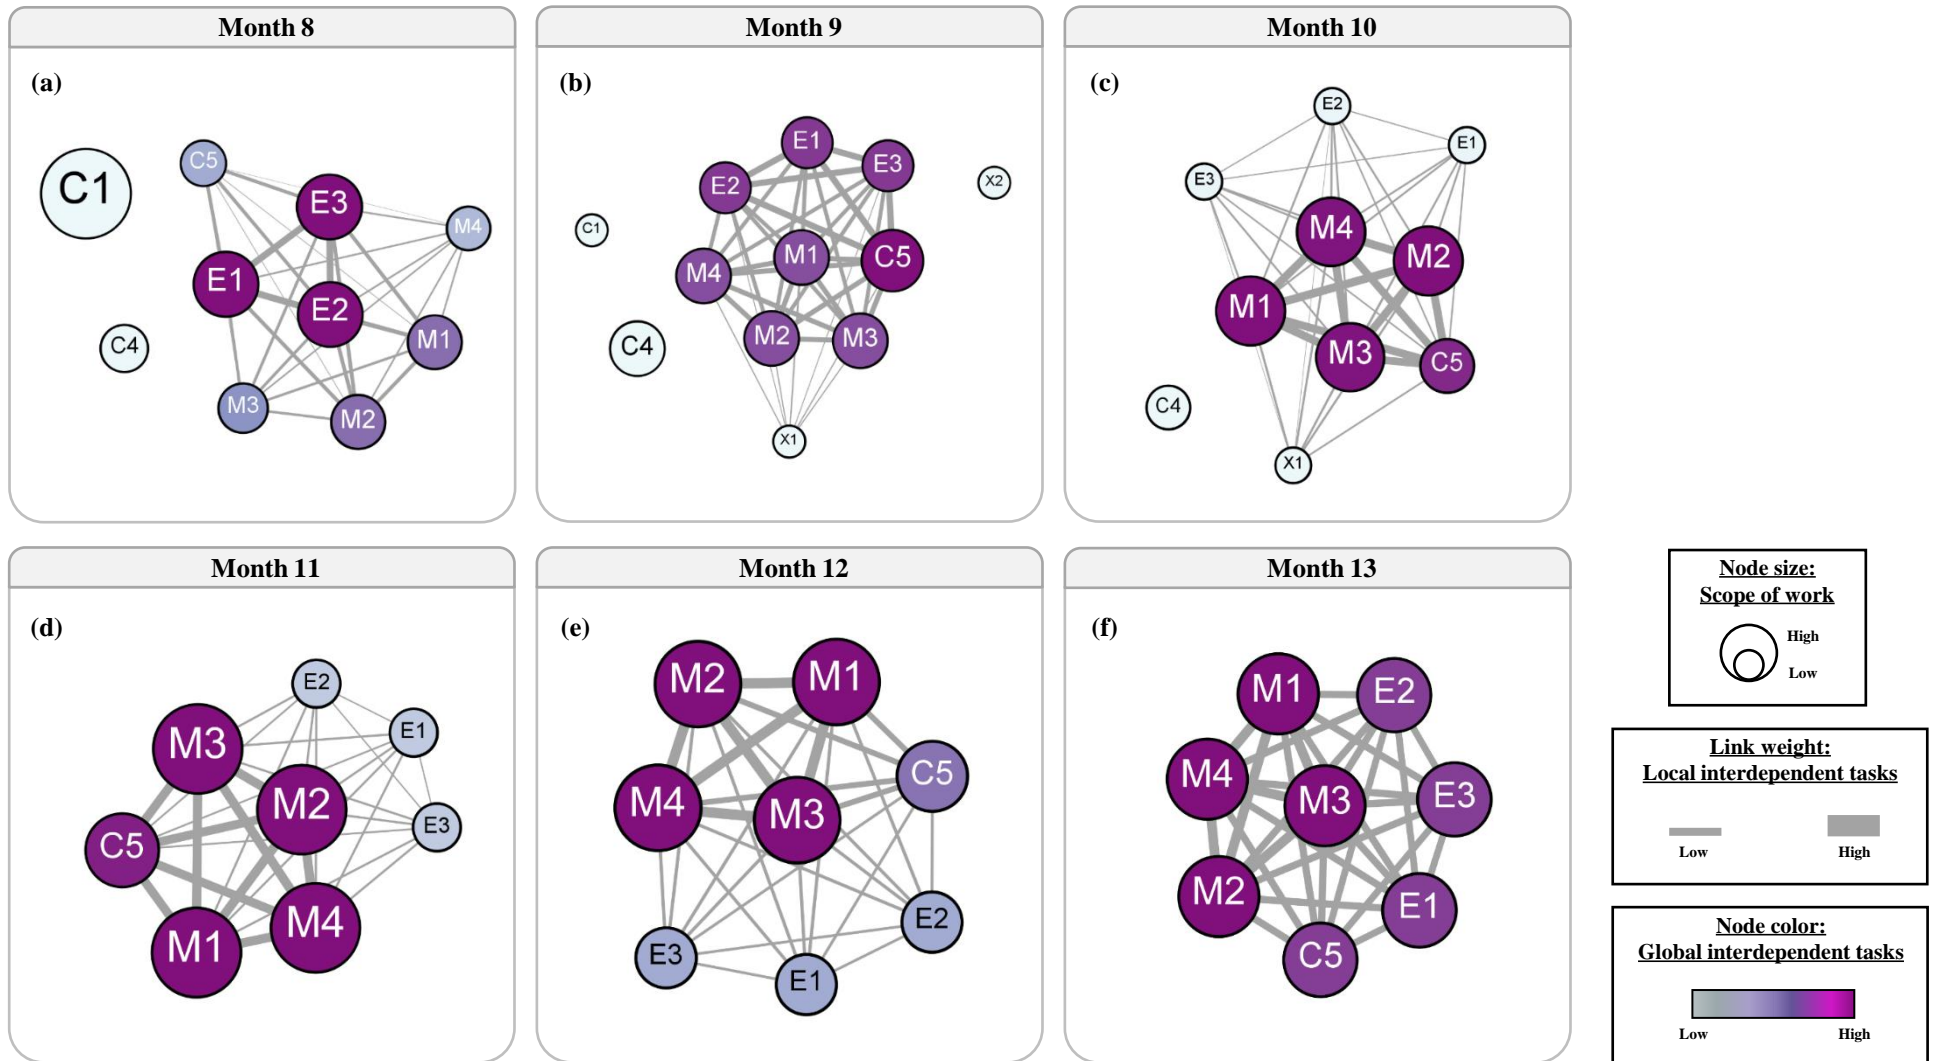 Month 8
(a)
C1
C5
E3
M4
E1
E2
C4
M1
M3
M2
Month 9
(b)
E1
E3
E2
X2
C1
M1
C5
M4
C4
M2
M3
X1
Month 10
(c)
E2
E1
E3
M4
M2
M1
M3
C5
C4
X1
Month 11
(d)
E2
E1
M3
M2
E3
C5
M4
M1
Month 12
(e)
M2
M1
C5
M4
M3
E2
E3
E1
Month 13
(f)
M1
E2
M4
M3
E3
M2
E1
C5
Node size:
Scope of work
High
Low
Link weight:
Local interdependent tasks
Low
High
Node color:
Global interdependent tasks
Low
High